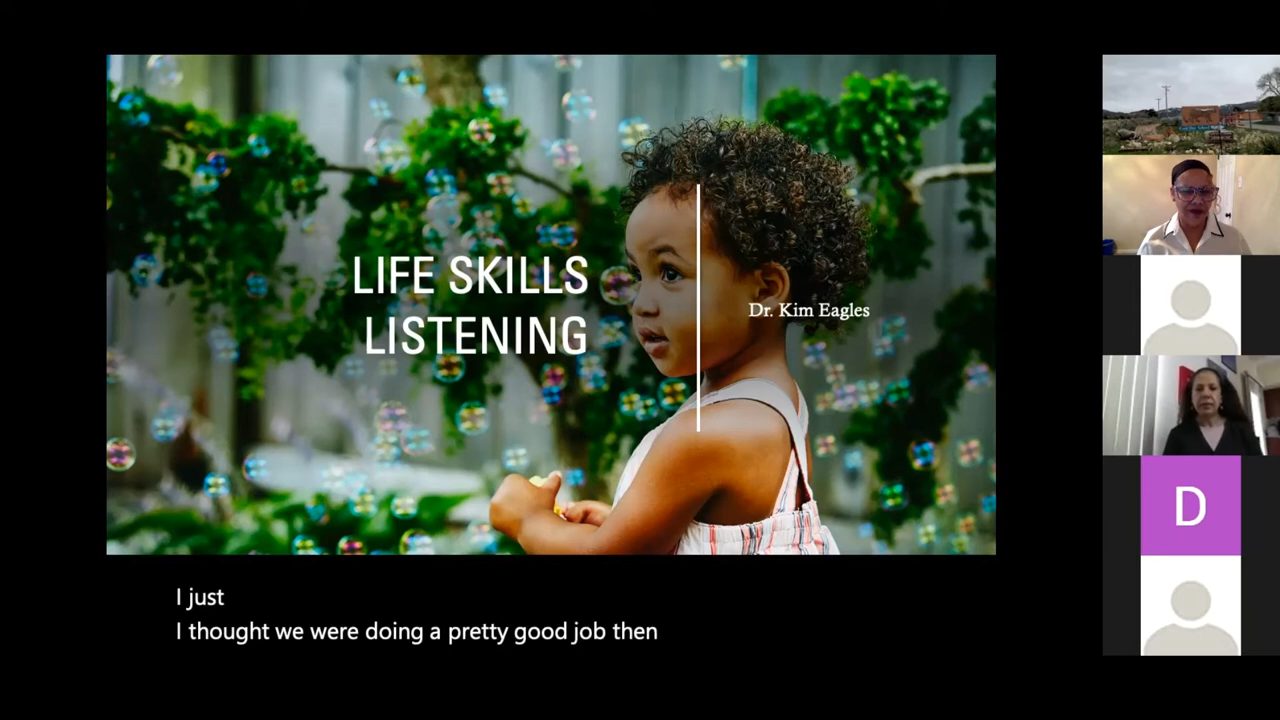 LIFE SKILLS
LISTENING
Dr. Kim Eagles
D
I just
I thought we were doing a pretty good job then